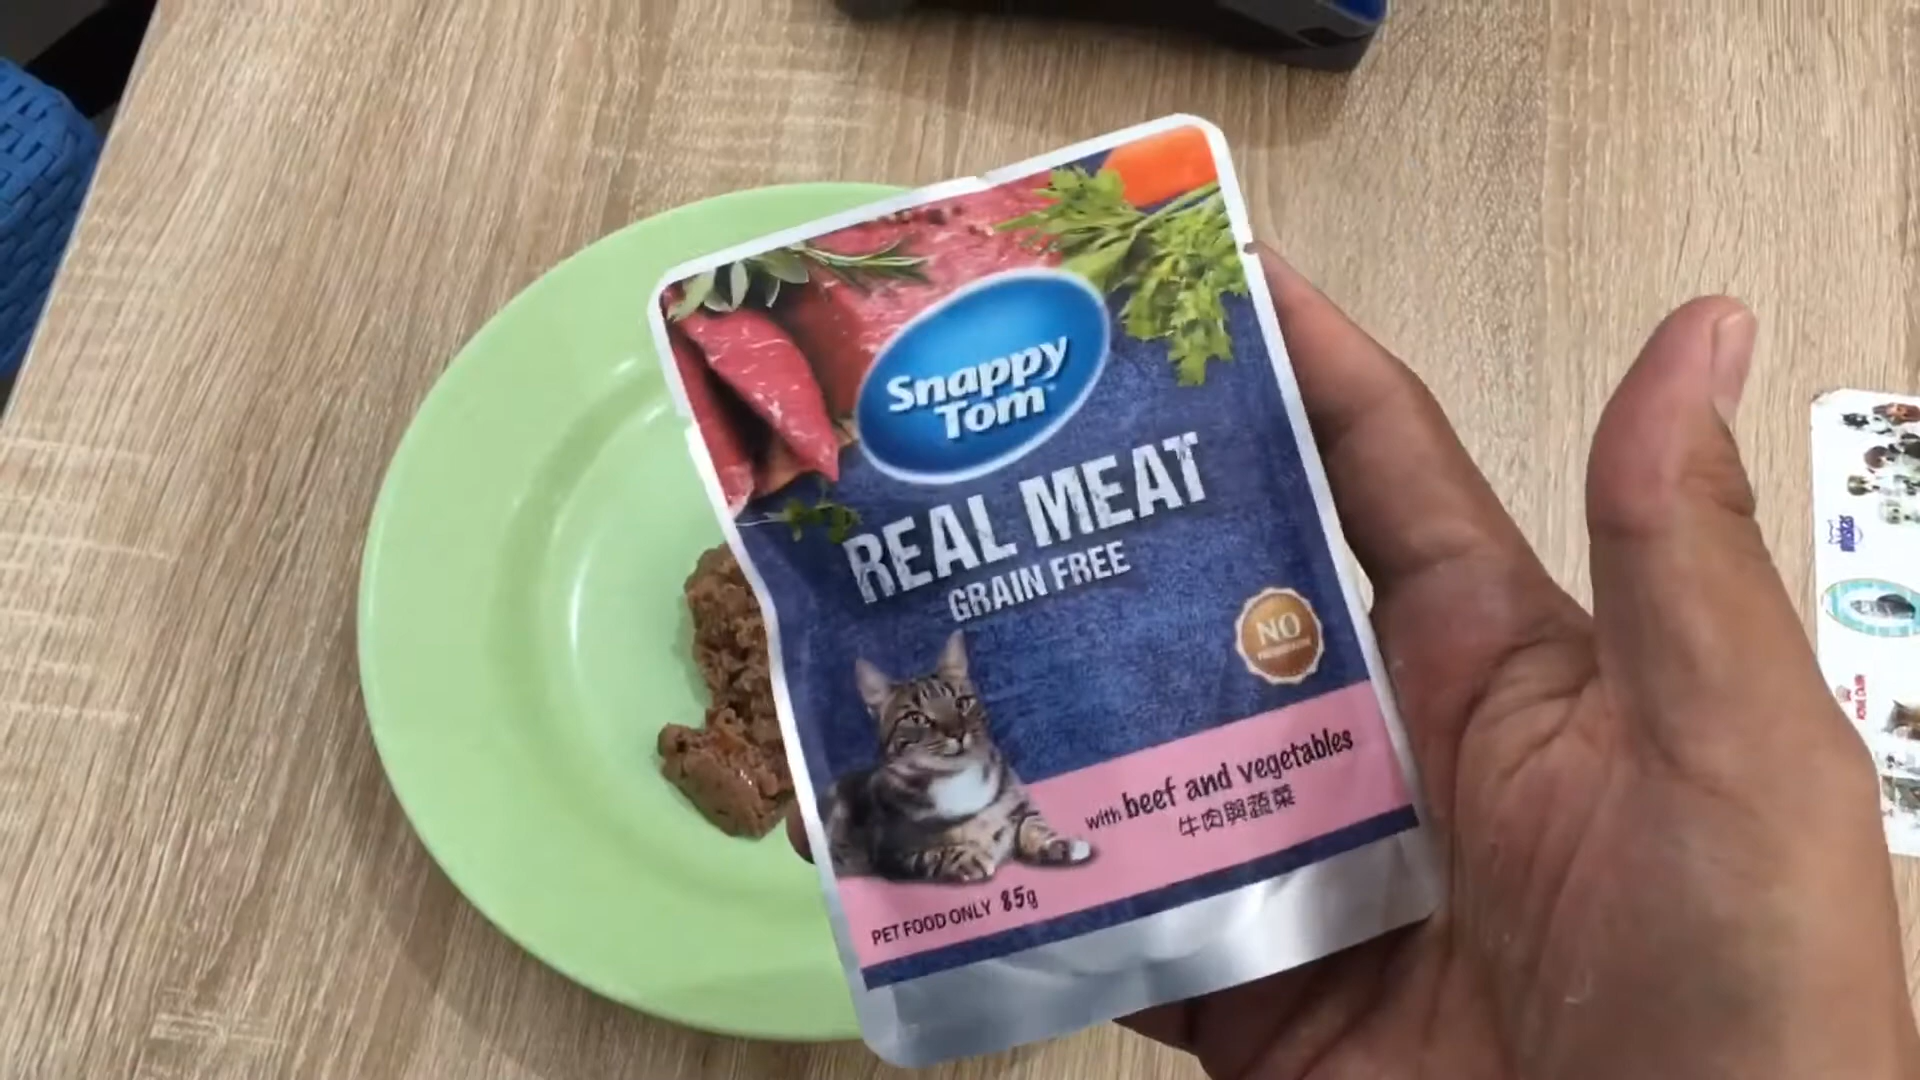 Snappy
Tom
REAL MEAT
GRAIN FREE
NO
with beef and vegetables
牛肉與蔬菜
PET FOOD ONLY 85g